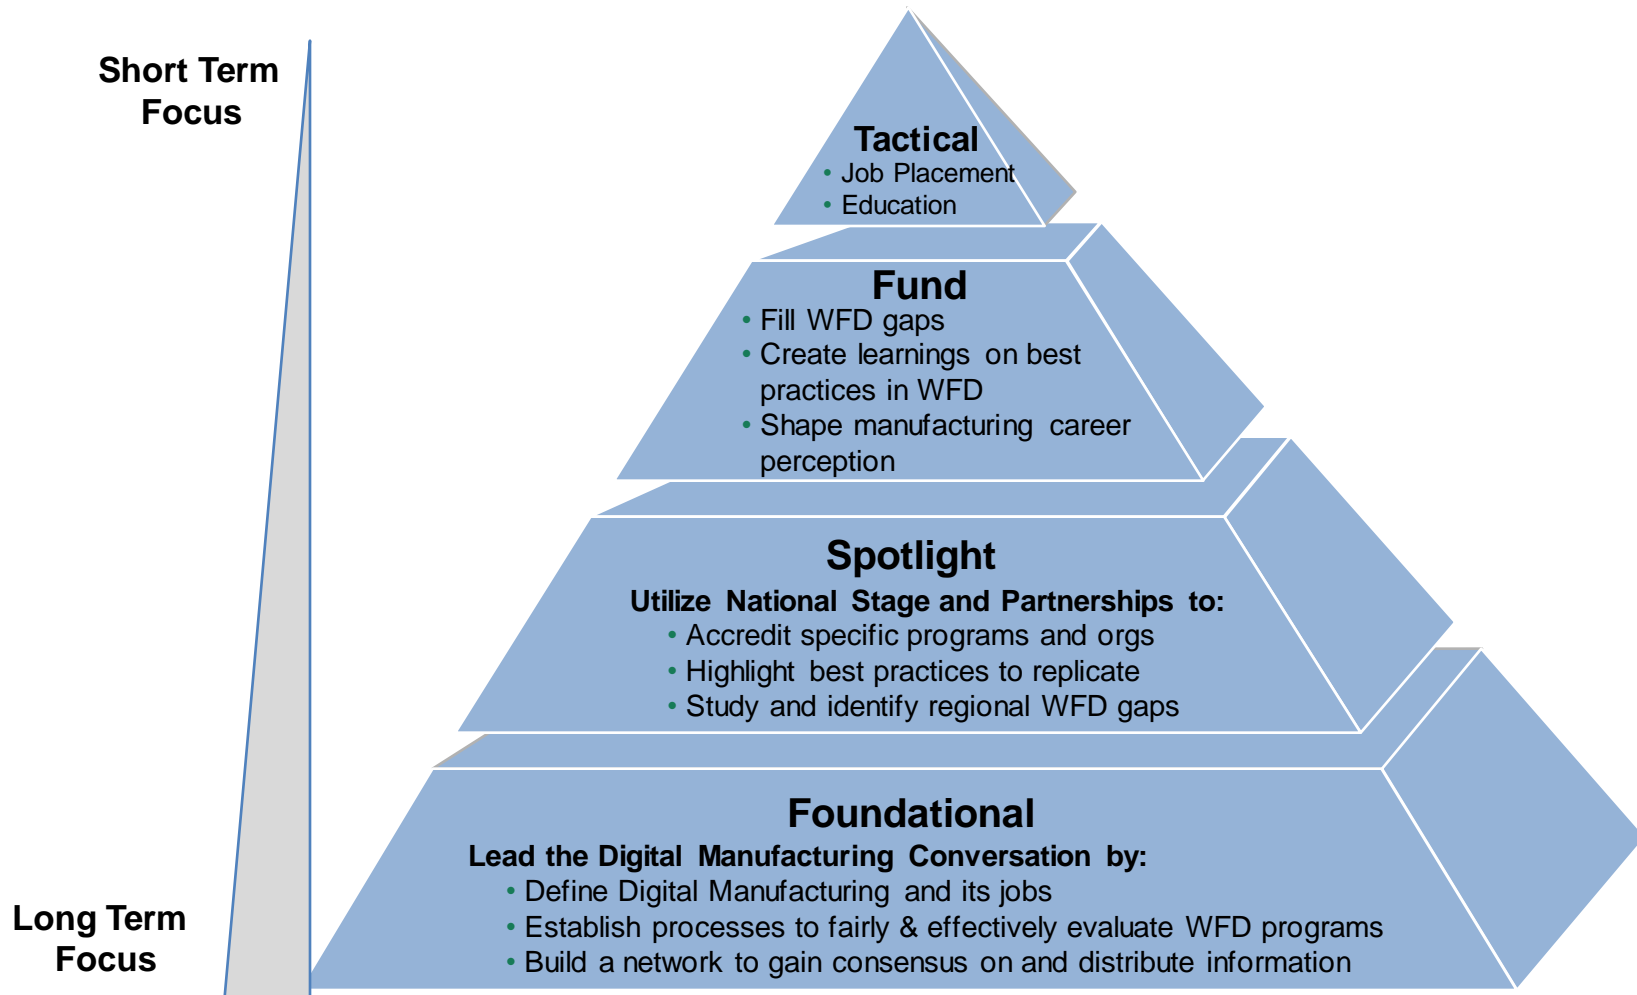 Short Term
Focus
Tactical
• Job Placement
• Education
Fund
• Fill WFD gaps
• Create learnings on best
practices in WFD
• Shape manufacturing career
perception
Spotlight
Utilize National Stage and Partnerships to:
• Accredit specific programs and orgs
• Highlight best practices to replicate
• Study and identify regional WFD gaps
Foundational
Lead the Digital Manufacturing Conversation by:
• Define Digital Manufacturing and its jobs
• Establish processes to fairly & effectively evaluate WFD programs
• Build a network to gain consensus on and distribute information
Long Term
Focus